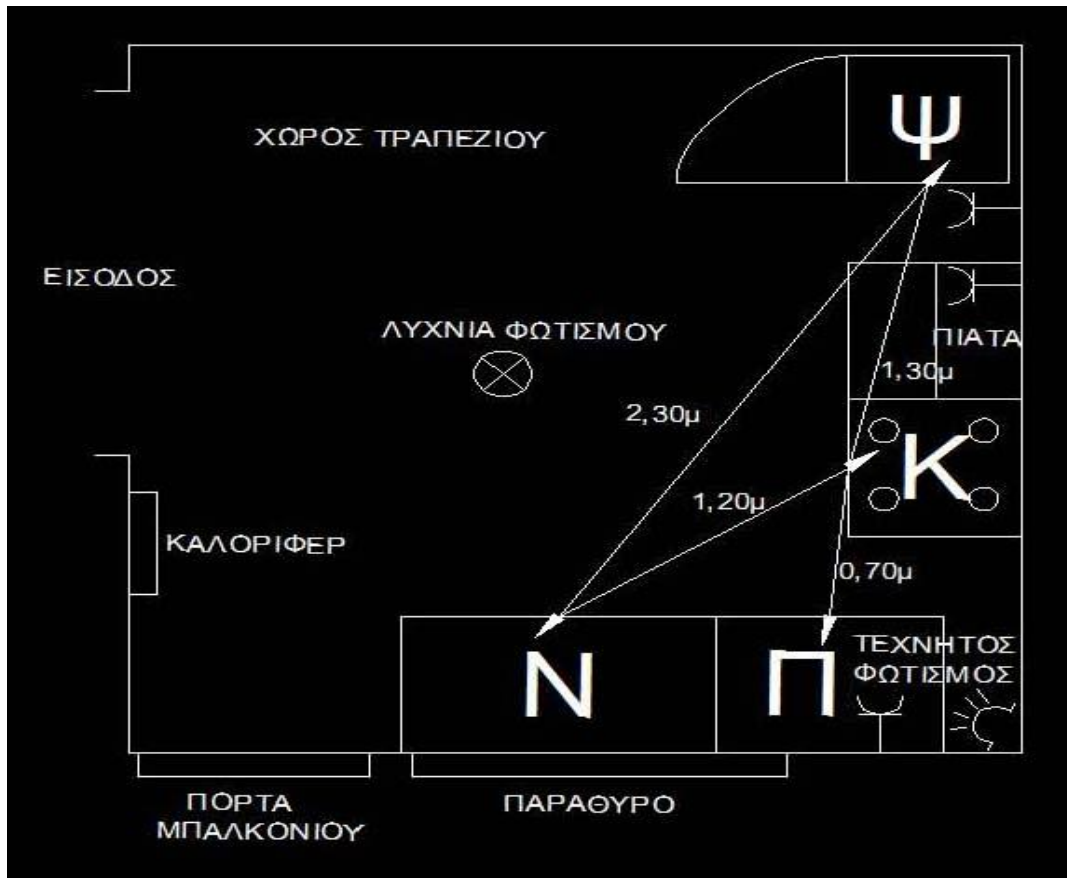 Ψ
ΧΩΡΟΣ ΤΡΑΠΕΖΙΟΥ
ΕΙΣΟΔΟΣ
ΛΥΧΝΙΑ ΦΩΤΙΣΜΟΥ
ΠΙΑΤΑ
1,30μ
2,30μ
Κ
1,20μ
ΚΑΛΟΡΙΦΕΡ
0,70μ
ΤΕΧΝΗΤΟΣ
ΦΩΤΙΣΜΟΣ
Ν
Π
ΠΟΡΤΑ
ΜΠΑΛΚΟΝΙΟΥ
ΠΑΡΑΘΥΡΟ